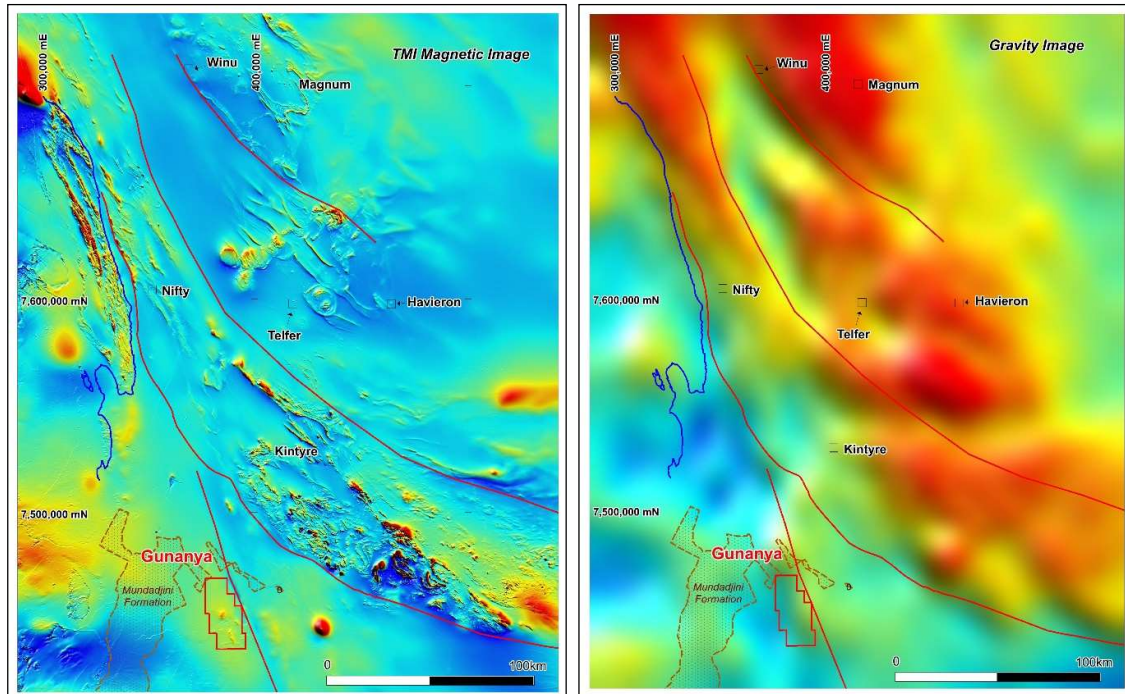 TMI Magnetic Image
300,000 mE
400,000 mE
Winu
Magnum
Nifty
7,600,000 mN
Havieron
Telfer
Kintyre
7,500,000 mN
Gunanya
Mundadjini
Formation
0
100km
Gravity Image
300,000 mE
400,000 mE
Winu
Magnum
Nifty
7,600,000 mN
Havieron
Telfer
Kintyre
7,500,000 mN
Gunanya
Mundadjini
Formation
0
100km